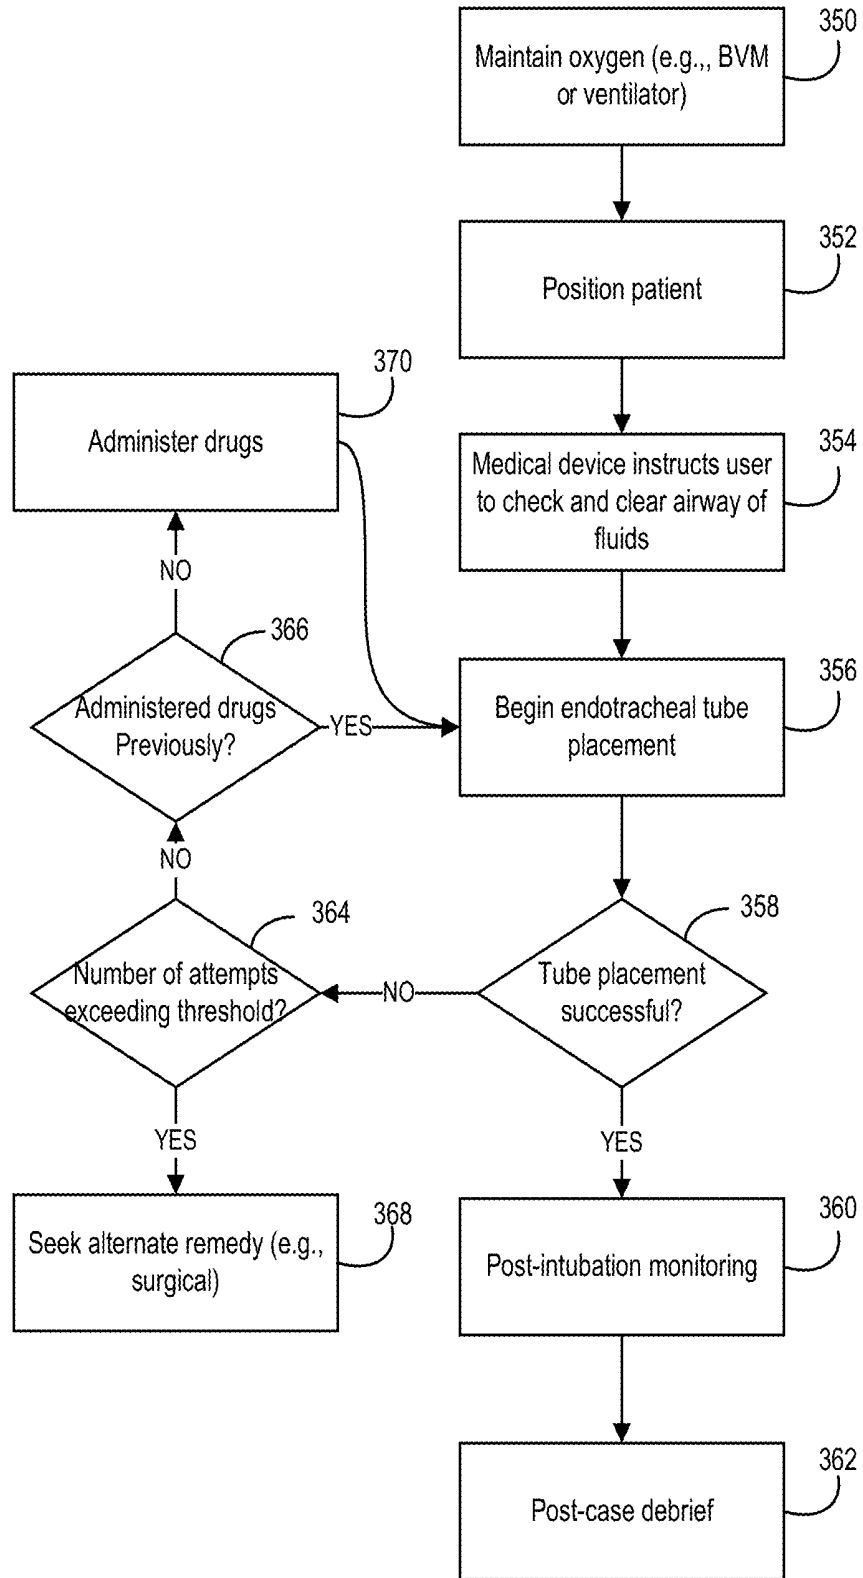 350
Maintain oxygen (e.g.,, BVM
or ventilator)
352
Position patient
370
Administer drugs
354
Medical device instructs user
to check and clear airway of
fluids
NO
366
Administered drugs
Previously?
YES
356
Begin endotracheal tube
placement
NO
364
Number of attempts
exceeding threshold?
NO
358
Tube placement
successful?
YES
YES
368
Seek alternate remedy (e.g.,
surgical)
360
Post-intubation monitoring
362
Post-case debrief